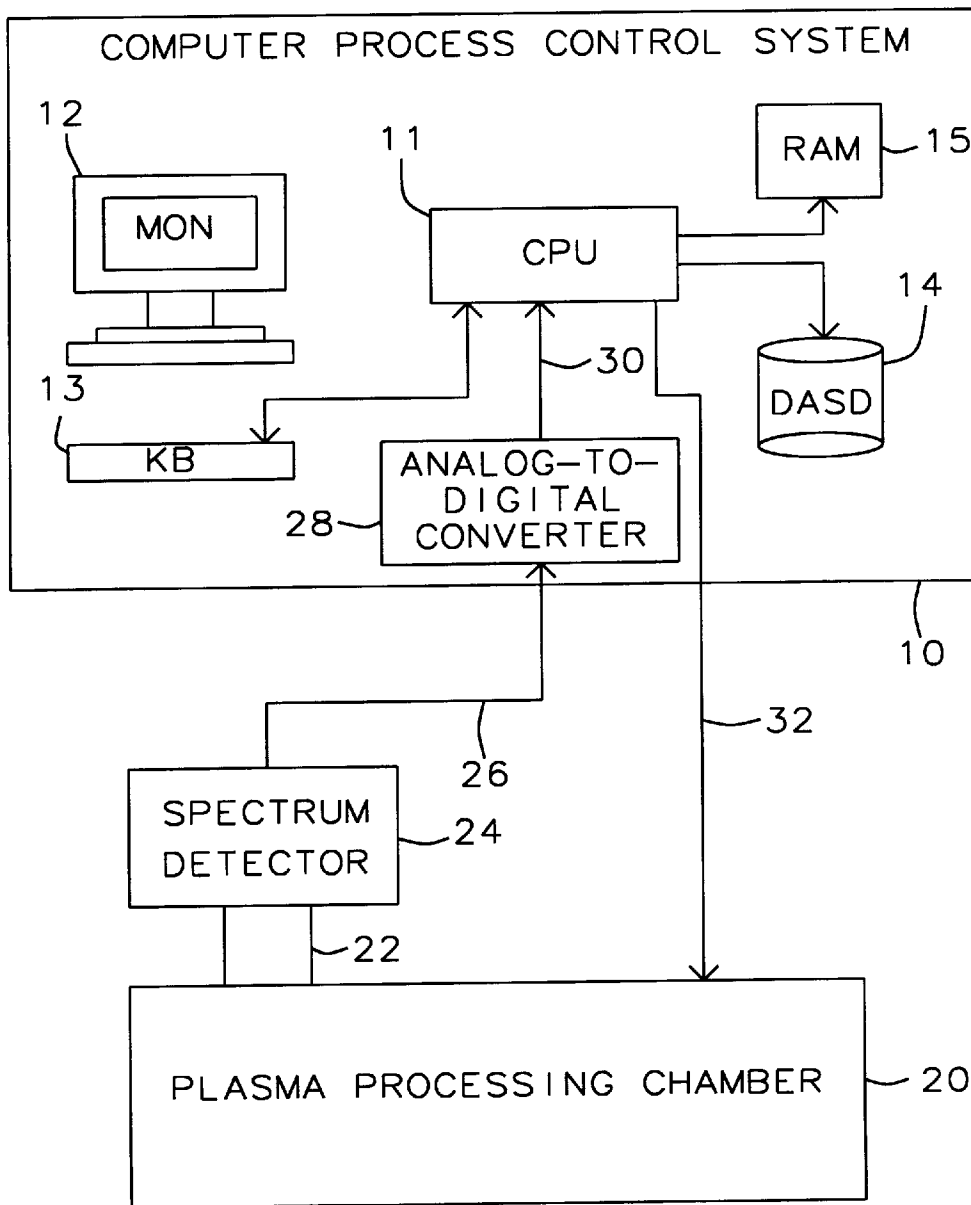 COMPUTER PROCESS CONTROL SYSTEM
12
11
RAM
15
MON
CPU
14
30
13
DASD
KB
ANALOG-TO-
DIGITAL
CONVERTER
28
10
32
26
SPECTRUM
DETECTOR
24
22
PLASMA PROCESSING CHAMBER
20